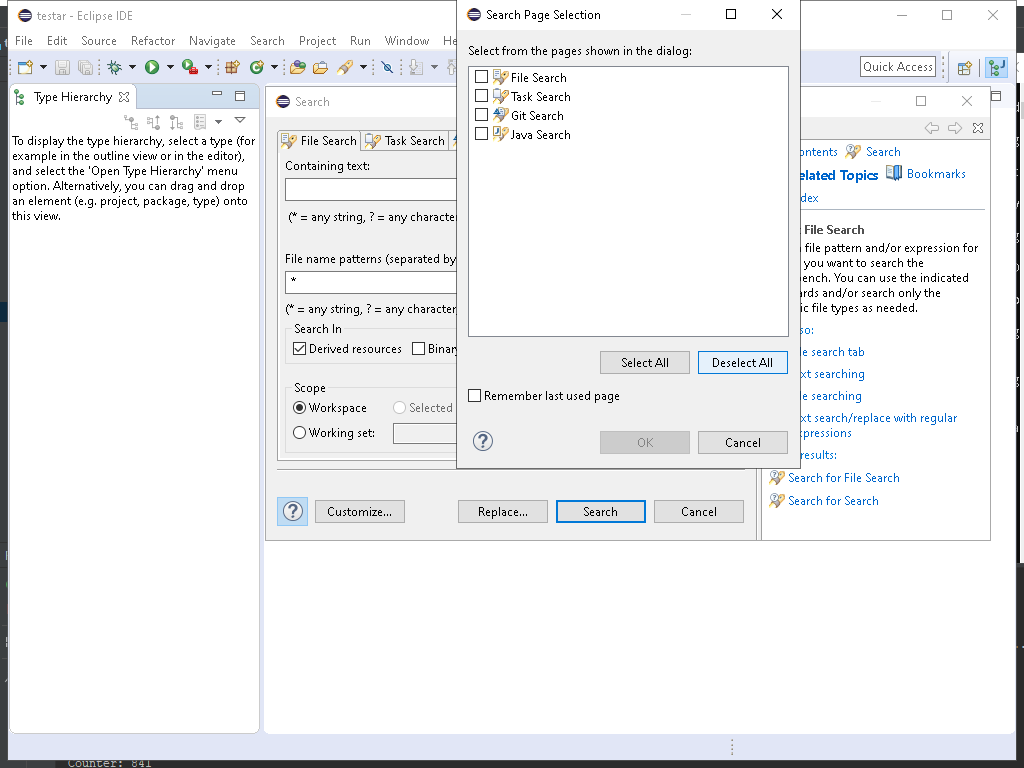 testar - Eclipse IDE
File Edit Source Refactor Navigate Search Project Run Window He
Quick Access
Type Hierarchy
To display the type hierarchy, select a type (for
example in the outline view or in the editor),
and select the 'Open Type Hierarchy' menu
option. Alternatively, you can drag and drop
an element (e.g. project, package, type) onto
this view.
Search
File Search
Task Search
Containing text:
(* = any string, ? = any character
File name patterns (separated by
*
(* = any string, ? = any character
Search In
Derived resources
Binary
Scope
Workspace
Selected
Working set:
?
Customize...
Replace...
Search
Cancel
Search Page Selection
Select from the pages shown in the dialog:
File Search
Task Search
Git Search
Java Search
Select All
Deselect All
Remember last used page
?
OK
Cancel
ontents
Search
elated Topics
Bookmarks
dex
File Search
file pattern and/or expression for
you want to search the
ench. You can use the indicated
rds and/or search only the
ic file types as needed.
so:
le search tab
xt searching
le searching
xt search/replace with regular
xpressions
results:
Search for File Search
Search for Search
Counter: 841